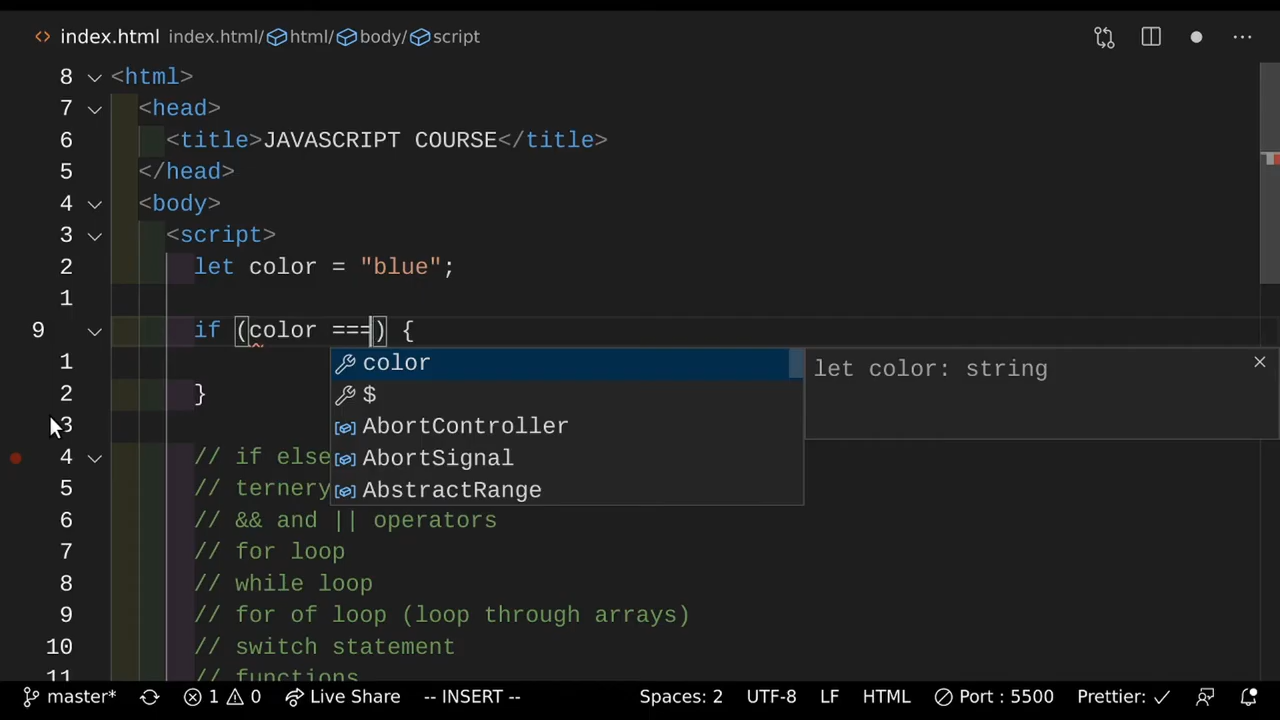 <> index.html index.html/html/body/script ...
8 <html>
7 <head>
6 <title>JAVASCRIPT COURSE</title>
5 </head>
4 <body>
3 <script>
2 let color = "blue";
1
9 if (color ===) {
1 color let color: string
2 } $
3 AbortController
4 // if else AbortSignal
5 // ternery AbstractRange
6 // && and || operators
7 // for loop
8 // while loop
9 // for of loop (loop through arrays)
10 // switch statement
11 // functions
master* 1 0 Live Share -- INSERT -- Spaces: 2 UTF-8 LF HTML Port : 5500 Prettier: ✓